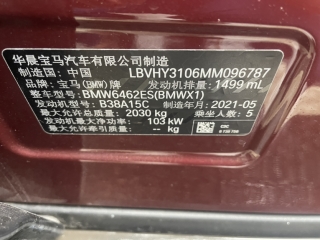 华晨宝马汽车有限公司制造
制造国：中国 LBVHY3106MM096787
品牌：宝马(BMW)牌 发动机排量：1499 mL
整车型号：BMW6462ES(BMWX1)
发动机型号：B38A15C 制造年月：2021-05
最大允许总质量：2030 kg 乘坐人数：5
发动机最大净功率：103 kW
最大允许牵引质量：- kg